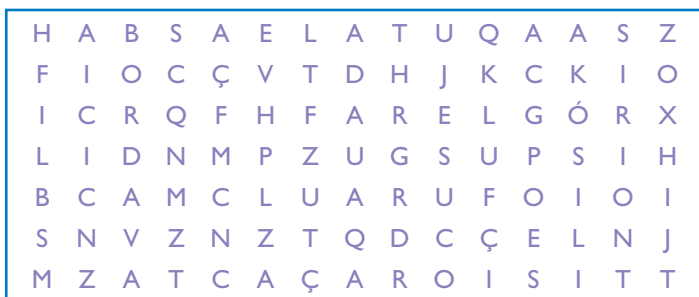 H A B S A E L A T U Q A A S Z
F I O C Ç V T D H J K C K I O
I C R Q F H F A R E L G Ó R X
L I D N M P Z U G S U P S I H
B C A M C L U A R U F O I O I
S N V Z N Z T Q D C Ç E L N J
M Z A T C A Ç A R O I S I T T